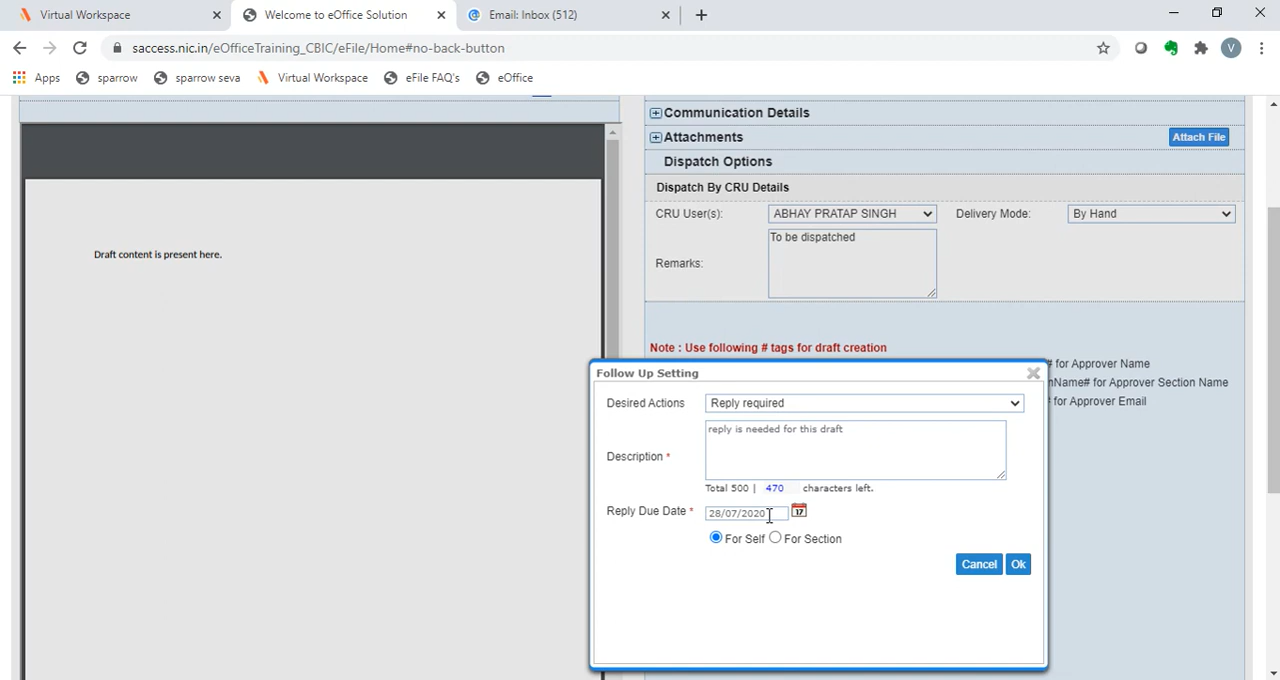 Virtual Workspace
Welcome to eOffice Solution
Email: Inbox (512)
saccess.nic.in/eOfficeTraining_CBIC/eFile/Home#no-back-button
V
Apps
sparrow
sparrow seva
Virtual Workspace
eFile FAQ's
eOffice
Communication Details
Attachments
Attach File
Dispatch Options
Dispatch By CRU Details
CRU User(s):
ABHAY PRATAP SINGH
Delivery Mode:
By Hand
Remarks:
To be dispatched
Draft content is present here.
Note : Use following # tags for draft creation
# for Approver Name
nName# for Approver Section Name
# for Approver Email
Follow Up Setting
Desired Actions
Reply required
Description *
reply is needed for this draft
Total 500 | 470 characters left.
Reply Due Date *
28/07/2020
17
For Self
For Section
Cancel
Ok